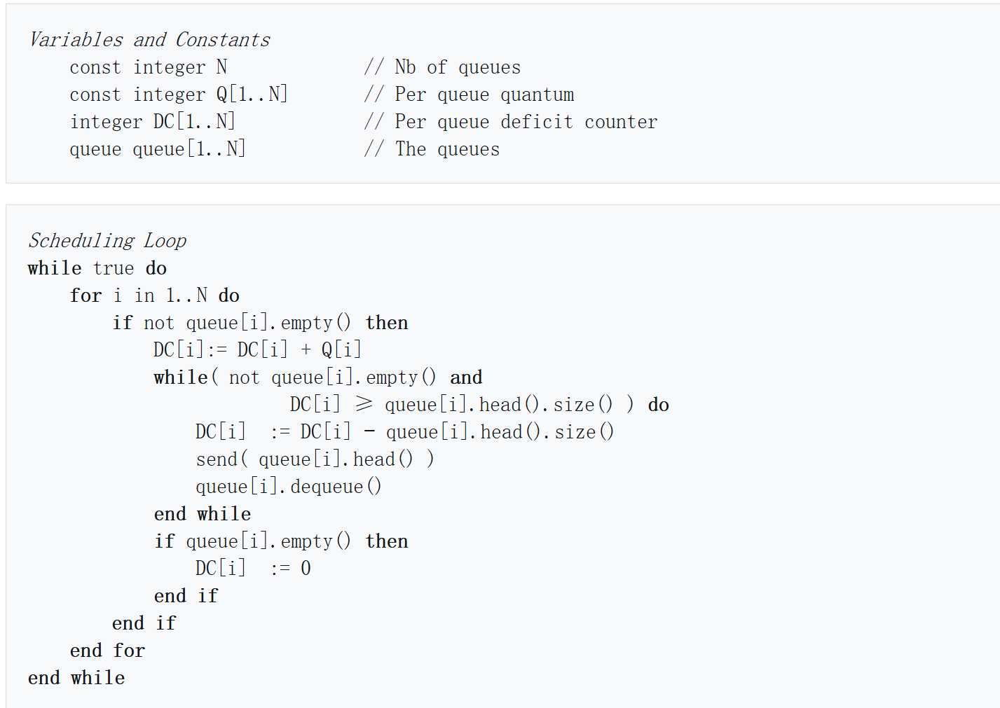 Variables and Constants
const integer N // Nb of queues
const integer Q[1..N] // Per queue quantum
integer DC[1..N] // Per queue deficit counter
queue queue[1..N] // The queues
Scheduling Loop
while true do
for i in 1..N do
if not queue[i].empty() then
DC[i]:= DC[i] + Q[i]
while( not queue[i].empty() and
DC[i] ≥ queue[i].head().size() ) do
DC[i] := DC[i] − queue[i].head().size()
send( queue[i].head() )
queue[i].dequeue()
end while
if queue[i].empty() then
DC[i] := 0
end if
end if
end for
end while